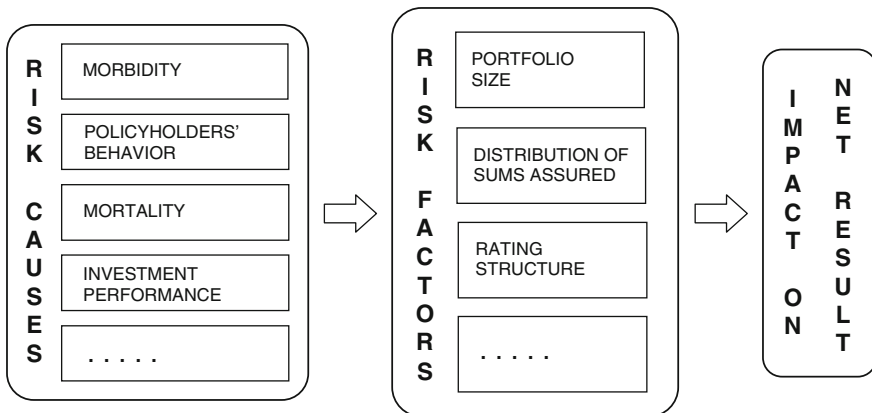 RISK CAUSES
MORBIDITY
POLICYHOLDERS'
BEHAVIOR
MORTALITY
INVESTMENT
PERFORMANCE
. . . . .
RISK FACTORS
PORTFOLIO
SIZE
DISTRIBUTION OF
SUMS ASSURED
RATING
STRUCTURE
. . . . .
IMPACT ON
NET RESULT